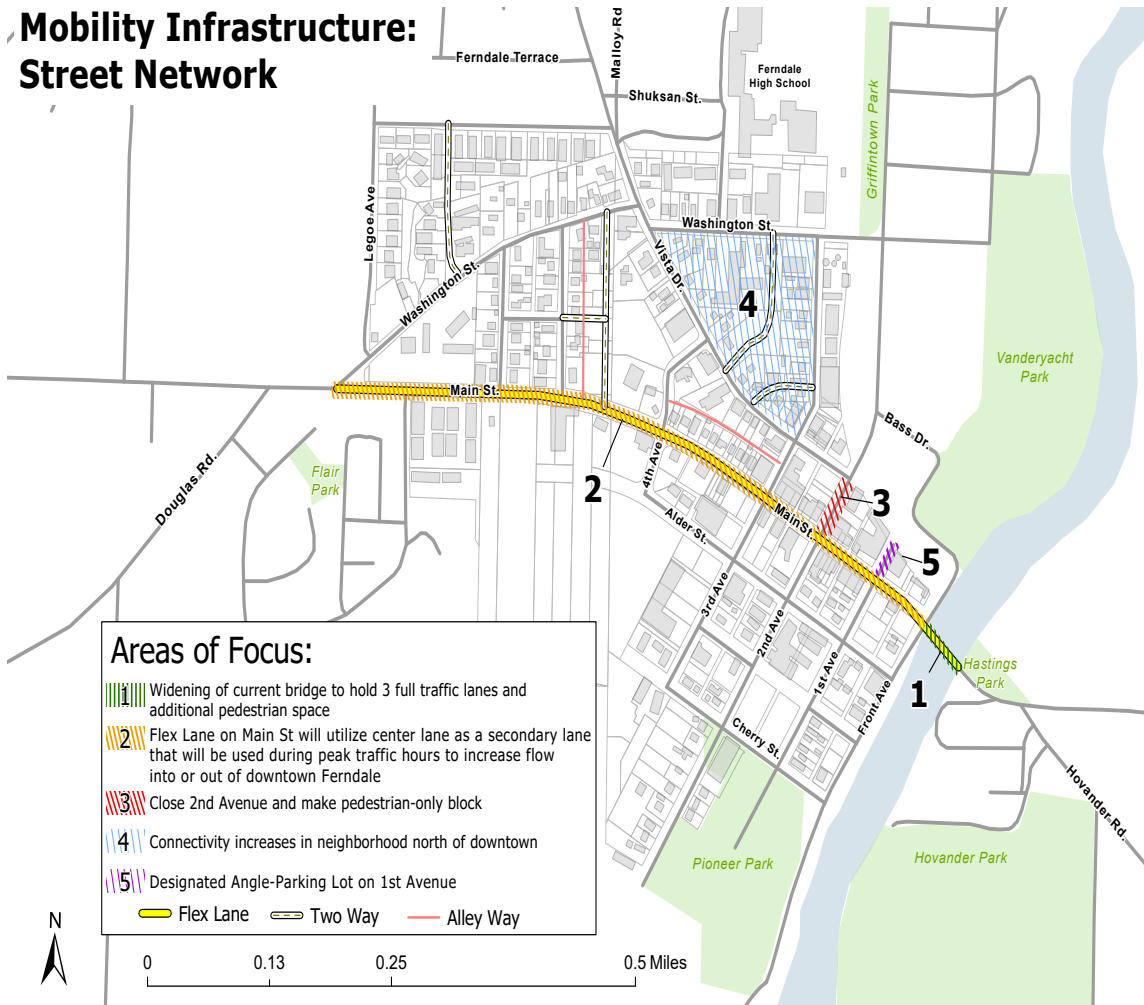 Mobility Infrastructure:
Street Network
Ferndale Terrace
Malloy Rd
Ferndale
High School
Shuksan St.
Griffintown Park
Legoe Ave
Washington St.
Washington St.
Vista Dr.
4
Vanderyacht
Park
Main St.
Bass Dr.
Douglas Rd.
Flair
Park
2
4th Ave
3
Alder St.
Main St.
5
3rd Ave
2nd Ave
1st Ave
Front Ave
Hastings
Park
1
Cherry St.
Hovander Rd.
Pioneer Park
Hovander Park
Areas of Focus:
1 Widening of current bridge to hold 3 full traffic lanes and
additional pedestrian space
2 Flex Lane on Main St will utilize center lane as a secondary lane
that will be used during peak traffic hours to increase flow
into or out of downtown Ferndale
3 Close 2nd Avenue and make pedestrian-only block
4 Connectivity increases in neighborhood north of downtown
5 Designated Angle-Parking Lot on 1st Avenue
Flex Lane Two Way Alley Way
N
0 0.13 0.25 0.5 Miles